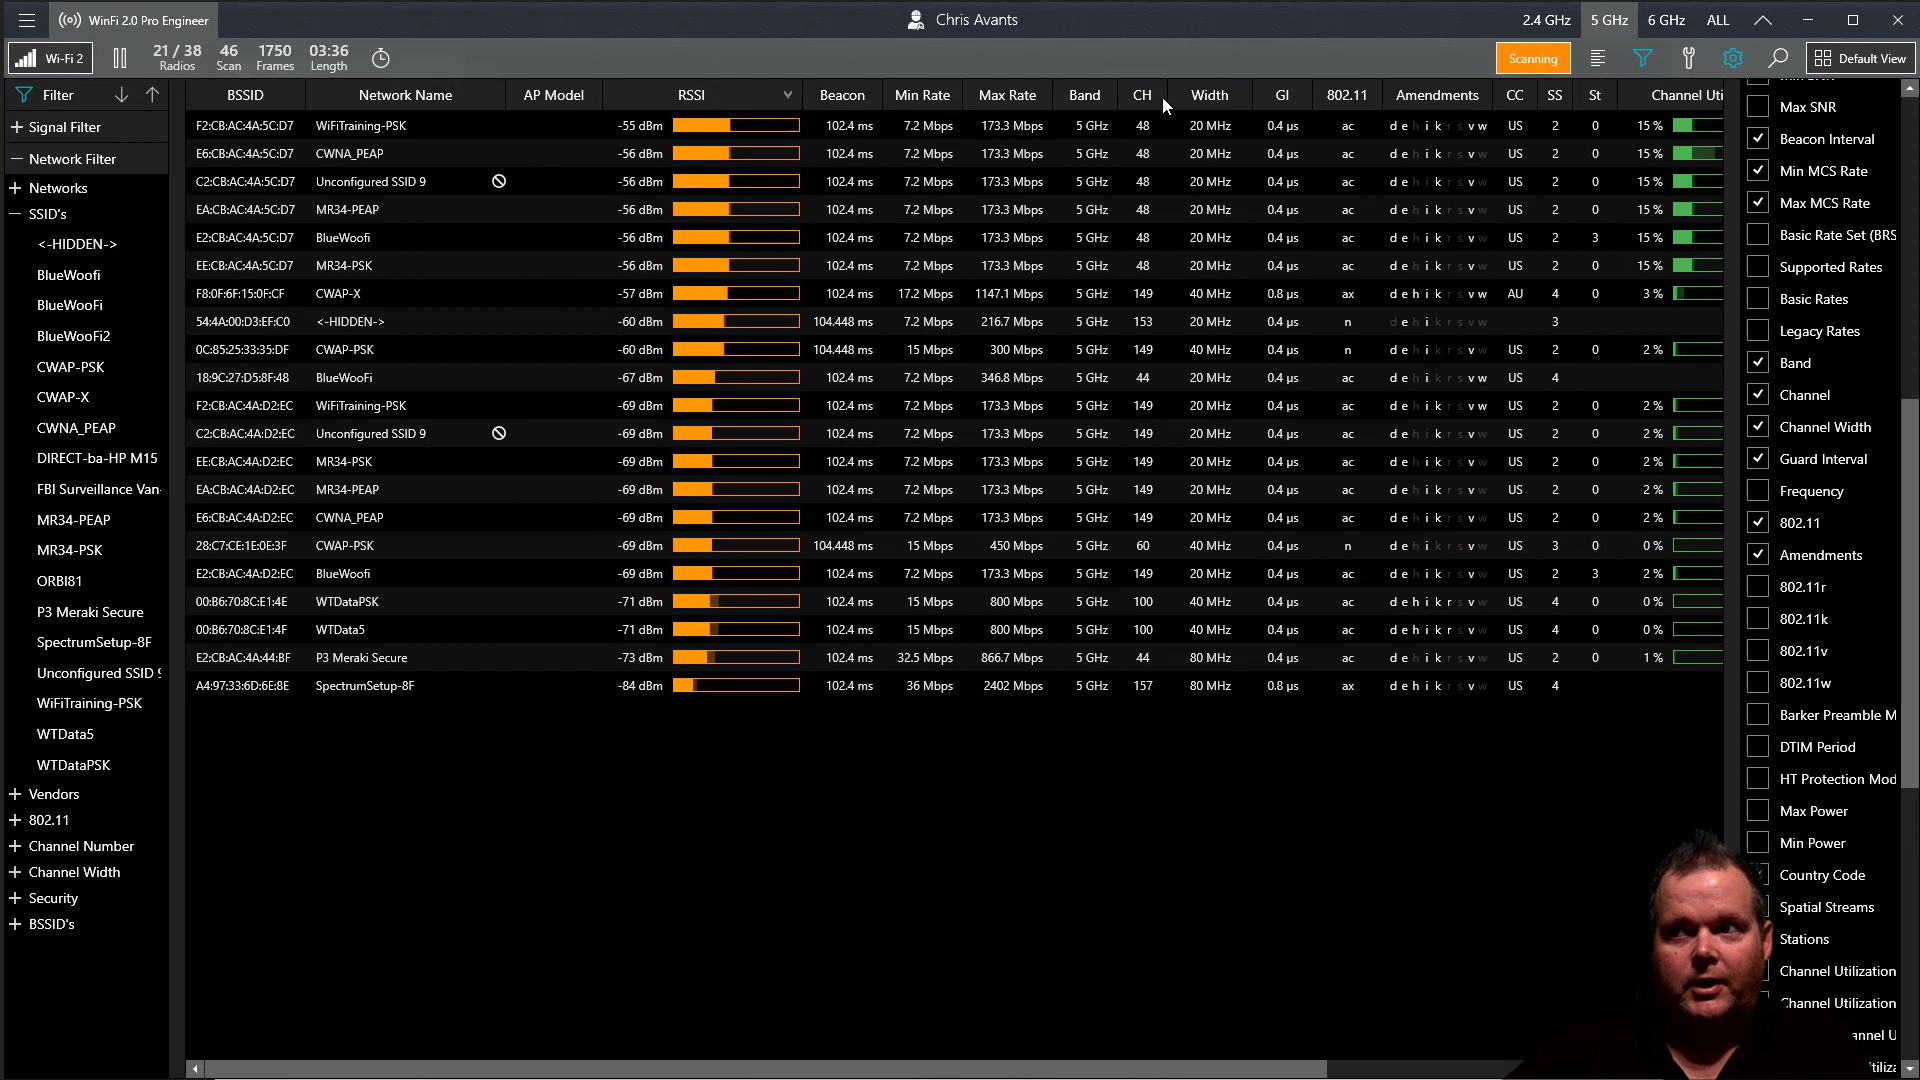 WinFi 2.0 Pro Engineer
Chris Avants
2.4 GHz 5 GHz 6 GHz ALL
Wi-Fi 2
21 / 38 Radios
46 Scan
1750 Frames
03:36 Length
Scanning
Default View
Filter
Signal Filter
Network Filter
Networks
SSID's
<-HIDDEN->
BlueWoofi
BlueWooFi
BlueWooFi2
CWAP-PSK
CWAP-X
CWNA_PEAP
DIRECT-ba-HP M15
FBI Surveillance Van-
MR34-PEAP
MR34-PSK
ORBI81
P3 Meraki Secure
SpectrumSetup-8F
Unconfigured SSID 9
WiFiTraining-PSK
WTData5
WTDataPSK
Vendors
802.11
Channel Number
Channel Width
Security
BSSID's
BSSID Network Name AP Model RSSI Beacon Min Rate Max Rate Band CH Width GI 802.11 Amendments CC SS St Channel Uti
F2:CB:AC:4A:5C:D7 WiFiTraining-PSK -55 dBm 102.4 ms 7.2 Mbps 173.3 Mbps 5 GHz 48 20 MHz 0.4 µs ac d e h i k r s v w US 2 0 15 %
E6:CB:AC:4A:5C:D7 CWNA_PEAP -56 dBm 102.4 ms 7.2 Mbps 173.3 Mbps 5 GHz 48 20 MHz 0.4 µs ac d e h i k r s v w US 2 0 15 %
C2:CB:AC:4A:5C:D7 Unconfigured SSID 9 -56 dBm 102.4 ms 7.2 Mbps 173.3 Mbps 5 GHz 48 20 MHz 0.4 µs ac d e h i k r s v w US 2 0 15 %
EA:CB:AC:4A:5C:D7 MR34-PEAP -56 dBm 102.4 ms 7.2 Mbps 173.3 Mbps 5 GHz 48 20 MHz 0.4 µs ac d e h i k r s v w US 2 0 15 %
E2:CB:AC:4A:5C:D7 BlueWoofi -56 dBm 102.4 ms 7.2 Mbps 173.3 Mbps 5 GHz 48 20 MHz 0.4 µs ac d e h i k r s v w US 2 3 15 %
EE:CB:AC:4A:5C:D7 MR34-PSK -56 dBm 102.4 ms 7.2 Mbps 173.3 Mbps 5 GHz 48 20 MHz 0.4 µs ac d e h i k r s v w US 2 0 15 %
F8:0F:6F:15:0F:CF CWAP-X -57 dBm 102.4 ms 17.2 Mbps 1147.1 Mbps 5 GHz 149 40 MHz 0.8 µs ax d e h i k r s v w AU 4 0 3 %
54:4A:00:D3:EF:C0 <-HIDDEN-> -60 dBm 104.448 ms 7.2 Mbps 216.7 Mbps 5 GHz 153 20 MHz 0.4 µs n d e h i k r s v w 3
0C:85:25:33:35:DF CWAP-PSK -60 dBm 104.448 ms 15 Mbps 300 Mbps 5 GHz 149 40 MHz 0.4 µs n d e h i k r s v w US 2 0 2 %
18:9C:27:D5:8F:48 BlueWooFi -67 dBm 102.4 ms 7.2 Mbps 346.8 Mbps 5 GHz 44 20 MHz 0.4 µs ac d e h i k r s v w US 4
F2:CB:AC:4A:D2:EC WiFiTraining-PSK -69 dBm 102.4 ms 7.2 Mbps 173.3 Mbps 5 GHz 149 20 MHz 0.4 µs ac d e h i k r s v w US 2 0 2 %
C2:CB:AC:4A:D2:EC Unconfigured SSID 9 -69 dBm 102.4 ms 7.2 Mbps 173.3 Mbps 5 GHz 149 20 MHz 0.4 µs ac d e h i k r s v w US 2 0 2 %
EE:CB:AC:4A:D2:EC MR34-PSK -69 dBm 102.4 ms 7.2 Mbps 173.3 Mbps 5 GHz 149 20 MHz 0.4 µs ac d e h i k r s v w US 2 0 2 %
EA:CB:AC:4A:D2:EC MR34-PEAP -69 dBm 102.4 ms 7.2 Mbps 173.3 Mbps 5 GHz 149 20 MHz 0.4 µs ac d e h i k r s v w US 2 0 2 %
E6:CB:AC:4A:D2:EC CWNA_PEAP -69 dBm 102.4 ms 7.2 Mbps 173.3 Mbps 5 GHz 149 20 MHz 0.4 µs ac d e h i k r s v w US 2 0 2 %
28:C7:CE:1E:0E:3F CWAP-PSK -69 dBm 104.448 ms 15 Mbps 450 Mbps 5 GHz 60 40 MHz 0.4 µs n d e h i k r s v w US 3 0 0 %
E2:CB:AC:4A:D2:EC BlueWoofi -69 dBm 102.4 ms 7.2 Mbps 173.3 Mbps 5 GHz 149 20 MHz 0.4 µs ac d e h i k r s v w US 2 3 2 %
00:B6:70:8C:E1:4E WTDataPSK -71 dBm 102.4 ms 15 Mbps 800 Mbps 5 GHz 100 40 MHz 0.4 µs ac d e h i k r s v w US 4 0 0 %
00:B6:70:8C:E1:4F WTData5 -71 dBm 102.4 ms 15 Mbps 800 Mbps 5 GHz 100 40 MHz 0.4 µs ac d e h i k r s v w US 4 0 0 %
E2:CB:AC:4A:44:BF P3 Meraki Secure -73 dBm 102.4 ms 32.5 Mbps 866.7 Mbps 5 GHz 44 80 MHz 0.4 µs ac d e h i k r s v w US 2 0 1 %
A4:97:33:6D:6E:8E SpectrumSetup-8F -84 dBm 102.4 ms 36 Mbps 2402 Mbps 5 GHz 157 80 MHz 0.8 µs ax d e h i k r s v w US 4
Max SNR
Beacon Interval
Min MCS Rate
Max MCS Rate
Basic Rate Set (BRS
Supported Rates
Basic Rates
Legacy Rates
Band
Channel
Channel Width
Guard Interval
Frequency
802.11
Amendments
802.11r
802.11k
802.11v
802.11w
Barker Preamble M
DTIM Period
HT Protection Mod
Max Power
Min Power
Country Code
Spatial Streams
Stations
Channel Utilization
Channel Utilization
annel U